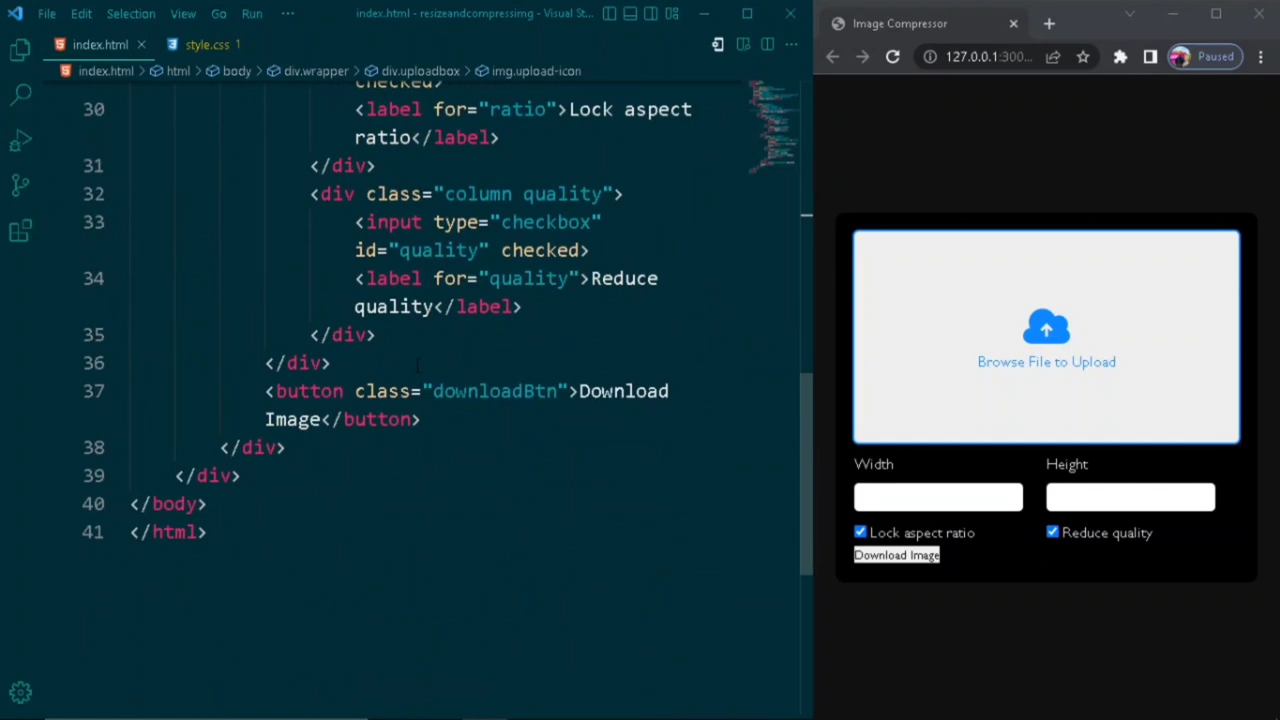 File Edit Selection View Go Run ··· index.html - resizeandcompressimg - Visual St...
index.html style.css 1
index.html > html > body > div.wrapper > div.uploadbox > img.upload-icon
checked>
30 <label for="ratio">Lock aspect
ratio</label>
31 </div>
32 <div class="column quality">
33 <input type="checkbox"
id="quality" checked>
34 <label for="quality">Reduce
quality</label>
35 </div>
36 </div>
37 <button class="downloadBtn">Download
Image</button>
38 </div>
39 </div>
40 </body>
41 </html>
Image Compressor
127.0.0.1:300... Paused
Browse File to Upload
Width Height
Lock aspect ratio Reduce quality
Download Image